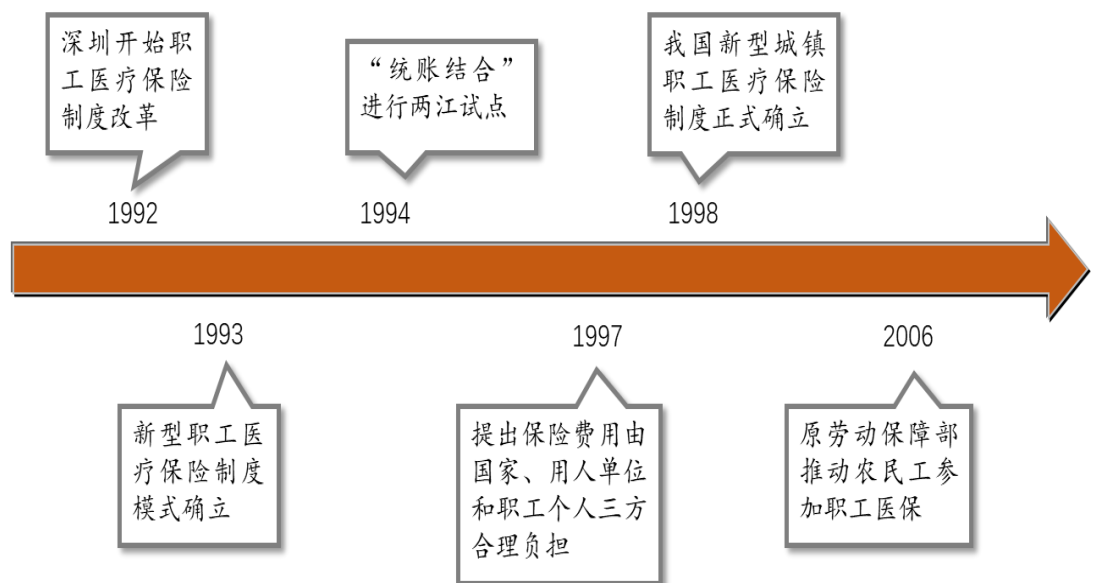 深圳开始职
工医疗保险
制度改革
“统账结合”
进行两江试点
我国新型城镇
职工医疗保险
制度正式确立
1992
1994
1998
1993
1997
2006
新型职工医
疗保险制度
模式确立
提出保险费用由
国家、用人单位
和职工个人三方
合理负担
原劳动保障部
推动农民工参
加职工医保